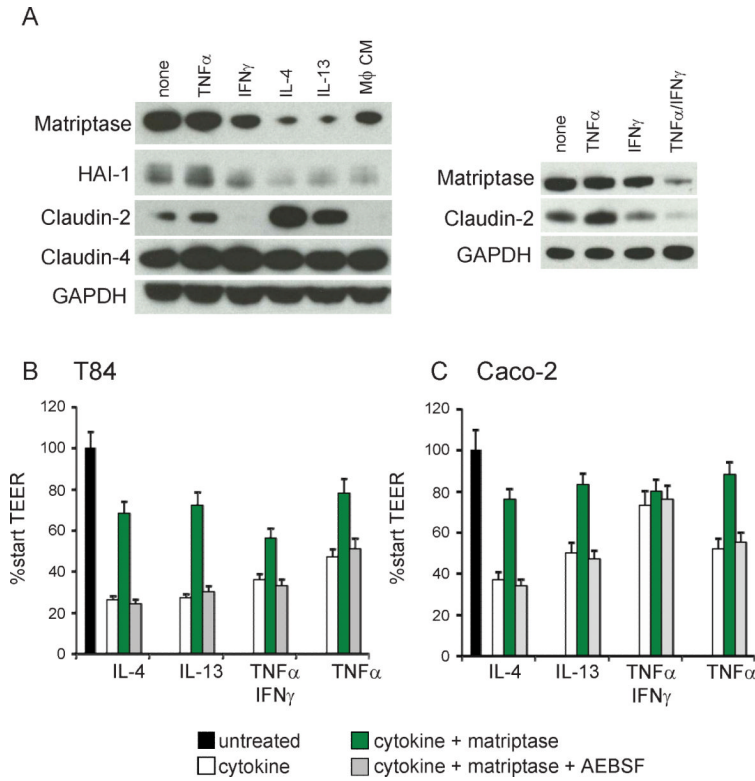 A
none TNFα IFNγ IL-4 IL-13 Mϕ CM
Matriptase
HAI-1
Claudin-2
Claudin-4
GAPDH
none TNFα IFNγ TNFα/IFNγ
Matriptase
Claudin-2
GAPDH
B T84
%start TEER
120
100
80
60
40
20
0
IL-4 IL-13 TNFα TNFα
IFNγ
C Caco-2
%start TEER
120
100
80
60
40
20
0
IL-4 IL-13 TNFα TNFα
IFNγ
untreated cytokine + matriptase
cytokine cytokine + matriptase + AEBSF